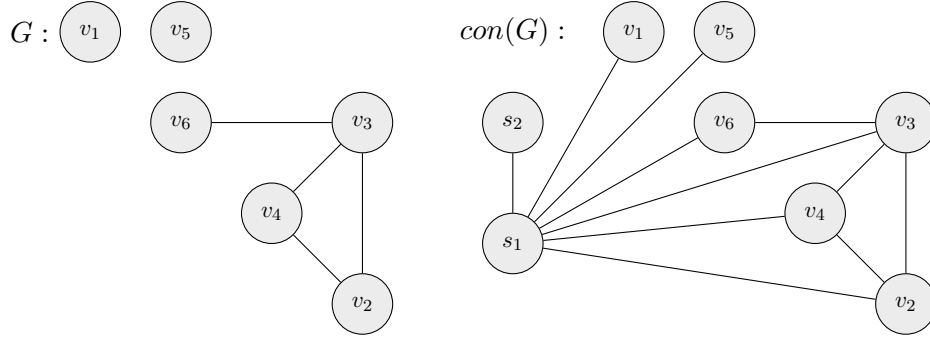 G : v₁ v₅ con(G) : v₁ v₅
v₆ v₃ s₂ v₆ v₃
v₄ v₄
s₁
v₂ v₂